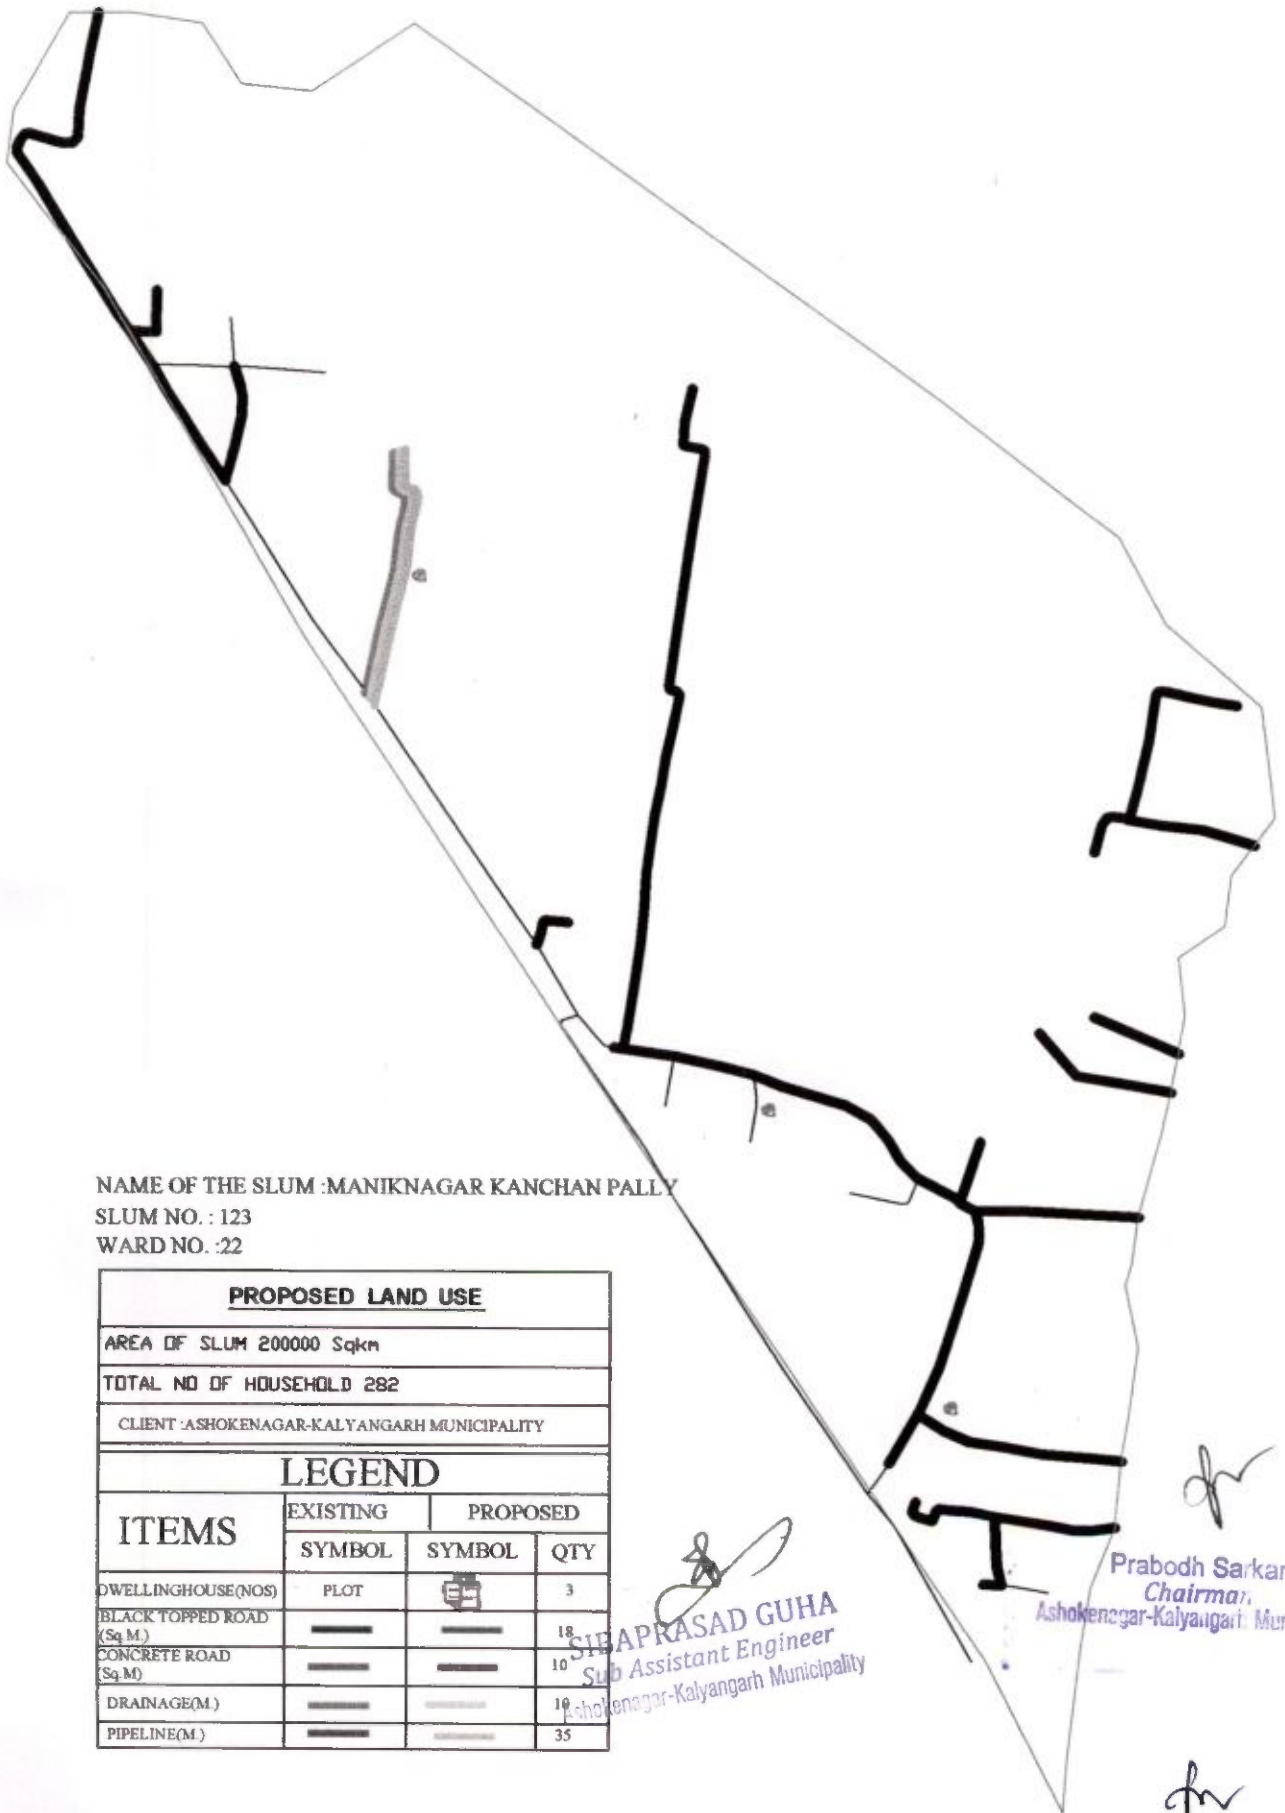 NAME OF THE SLUM :MANIKNAGAR KANCHAN PALLY
SLUM NO. : 123
WARD NO. :22
PROPOSED LAND USE
AREA OF SLUM 200000 Sqkm
TOTAL NO OF HOUSEHOLD 282
CLIENT :ASHOKENAGAR-KALYANGARH MUNICIPALITY
LEGEND
ITEMS EXISTING PROPOSED
SYMBOL SYMBOL QTY
DWELLINGHOUSE(NOS) PLOT 3
BLACK TOPPED ROAD (Sq.M.) 18
CONCRETE ROAD (Sq.M) 10
DRAINAGE(M.) 10
PIPELINE(M.) 35
SIBAPRASAD GUHA
Sub Assistant Engineer
Ashokenagar-Kalyangarh Municipality
Prabodh Sarkar
Chairman
Ashokenagar-Kalyangarh Mun